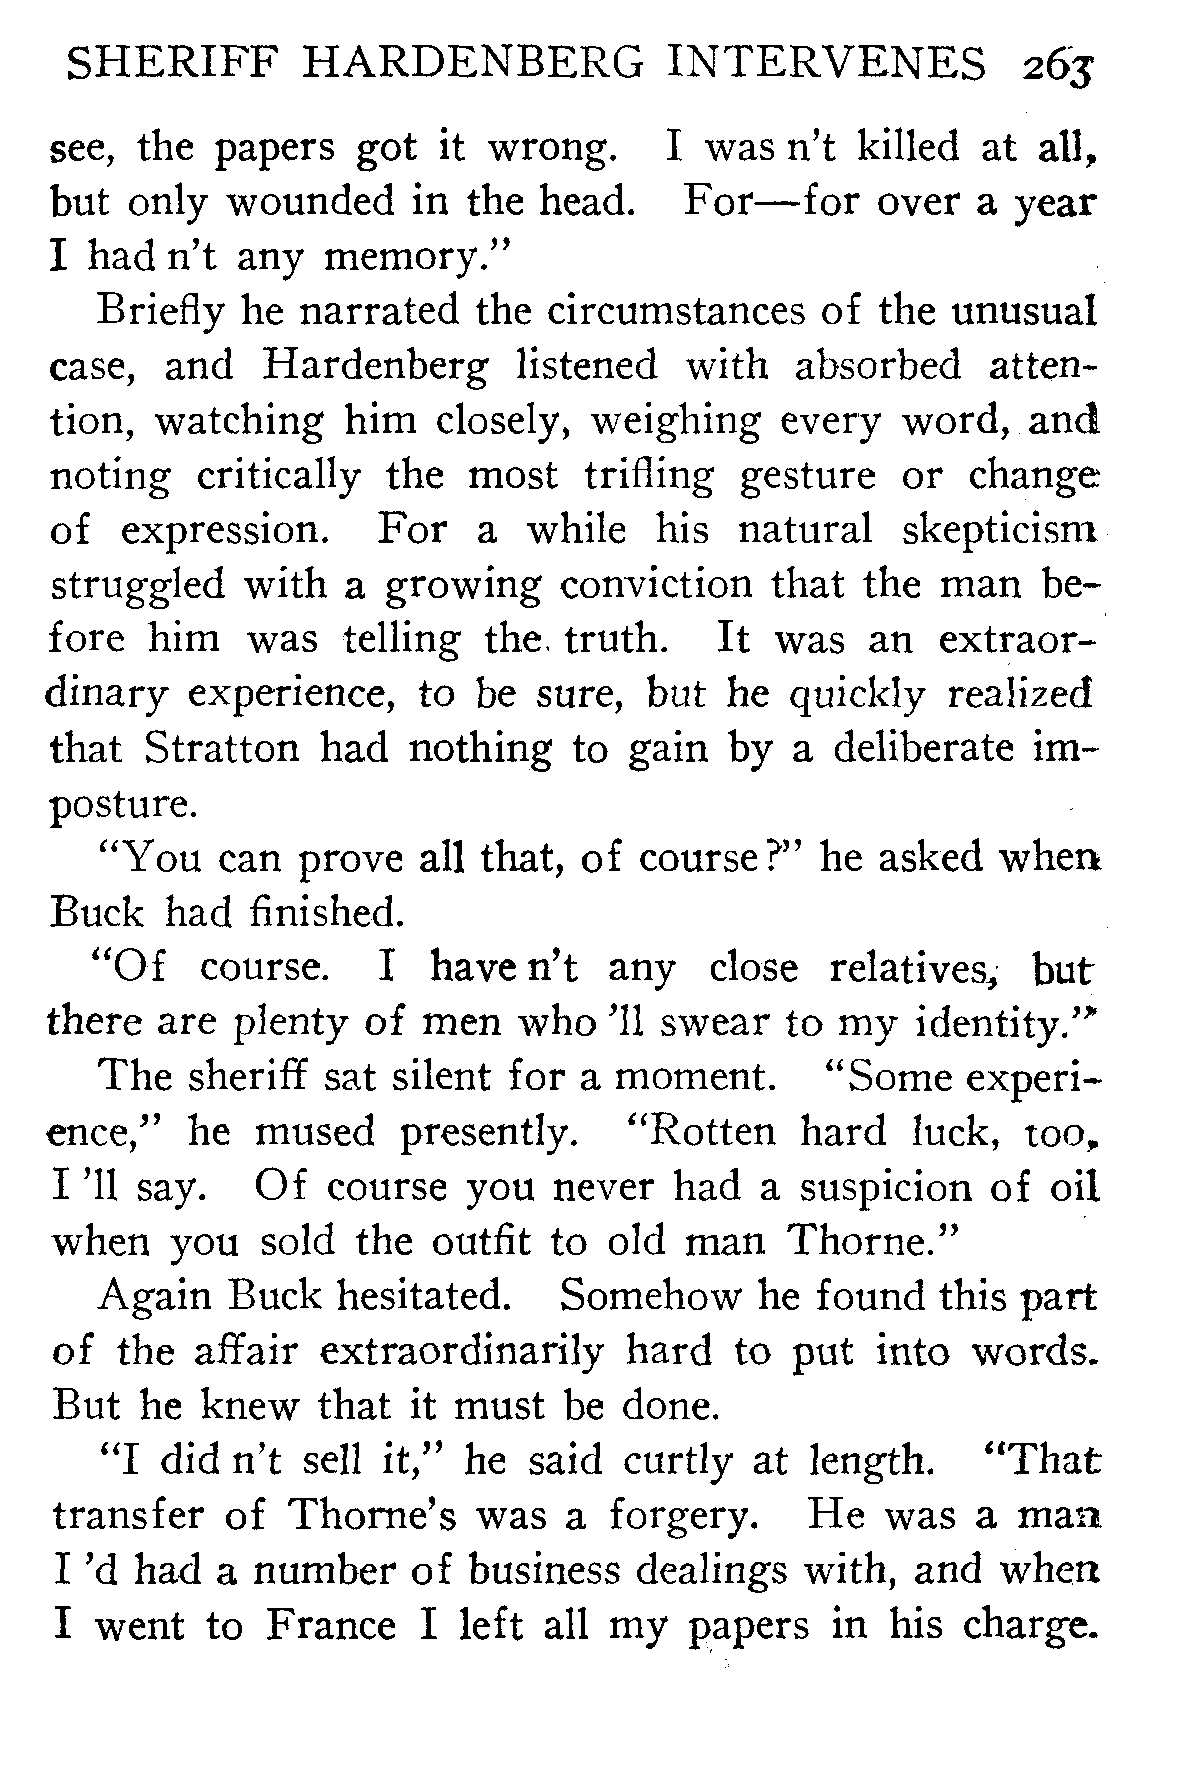 SHERIFF HARDENBERG INTERVENES 263
see, the papers got it wrong. I was n't killed at all,
but only wounded in the head. For—for over a year
I had n't any memory."
Briefly he narrated the circumstances of the unusual
case, and Hardenberg listened with absorbed atten-
tion, watching him closely, weighing every word, and
noting critically the most trifling gesture or change
of expression. For a while his natural skepticism
struggled with a growing conviction that the man be-
fore him was telling the truth. It was an extraor-
dinary experience, to be sure, but he quickly realized
that Stratton had nothing to gain by a deliberate im-
posture.
"You can prove all that, of course?" he asked when
Buck had finished.
"Of course. I have n't any close relatives, but
there are plenty of men who 'll swear to my identity."
The sheriff sat silent for a moment. "Some experi-
ence," he mused presently. "Rotten hard luck, too,
I 'll say. Of course you never had a suspicion of oil
when you sold the outfit to old man Thorne."
Again Buck hesitated. Somehow he found this part
of the affair extraordinarily hard to put into words.
But he knew that it must be done.
"I did n't sell it," he said curtly at length. "That
transfer of Thorne's was a forgery. He was a man
I 'd had a number of business dealings with, and when
I went to France I left all my papers in his charge.